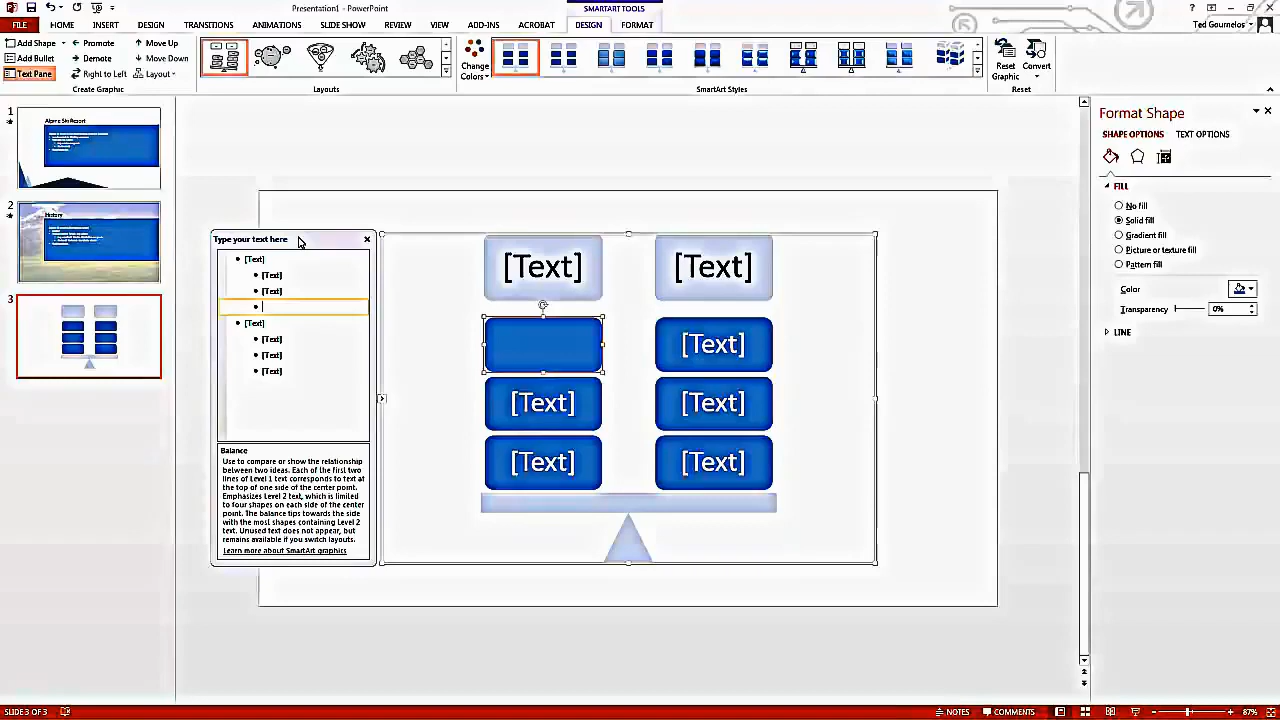 Presentation1 - PowerPoint
SMARTART TOOLS
FILE HOME INSERT DESIGN TRANSITIONS ANIMATIONS SLIDE SHOW REVIEW VIEW ADD-INS ACROBAT DESIGN FORMAT Ted Gournelos
Add Shape Promote Move Up
Add Bullet Demote Move Down
Text Pane Right to Left Layout
Change Colors
Reset Graphic
Convert
Create Graphic Layouts SmartArt Styles Reset
1
Alpine Ski Report
2
History
3
Type your text here
[Text]
[Text]
[Text]
[Text]
[Text]
[Text]
[Text]
Balance
Use to compare or show the relationship
between two ideas. Each of the first two
lines of Level 1 text corresponds to text at
the top of one side of the center point.
Emphasizes Level 2 text, which is limited
to four shapes on each side of the center
point. The balance tips towards the side
with the most shapes containing Level 2
text. Unused text does not appear, but
remains available if you switch layouts.
Learn more about SmartArt graphics
[Text] [Text]
[Text]
[Text] [Text]
[Text] [Text]
Format Shape
SHAPE OPTIONS TEXT OPTIONS
FILL
No fill
Solid fill
Gradient fill
Picture or texture fill
Pattern fill
Color
Transparency 0%
LINE
SLIDE 3 OF 3 NOTES COMMENTS 87%